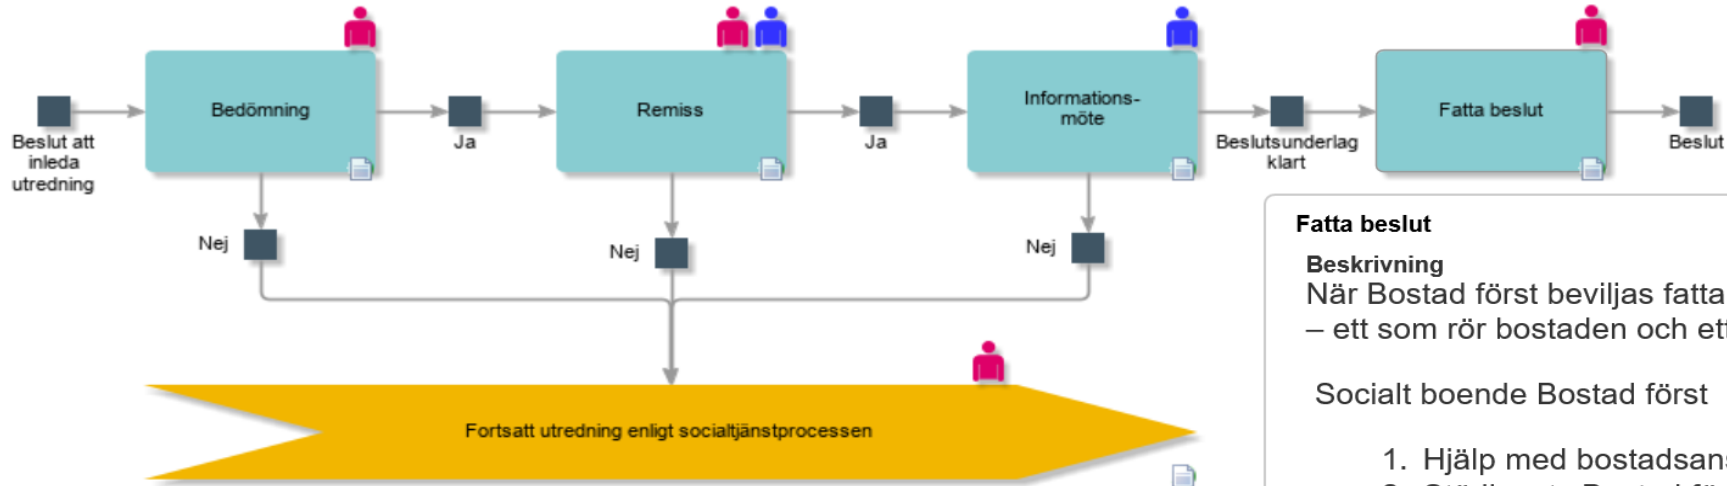 Beslut att
inleda
utredning
Bedömning
Ja
Remiss
Ja
Informations-
möte
Beslutsunderlag
klart
Fatta beslut
Beslut
Nej
Nej
Nej
Fortsatt utredning enligt socialtjänstprocessen
Fatta beslut
Beskrivning
När Bostad först beviljas fatta
– ett som rör bostaden och ett
Socialt boende Bostad först
1. Hjälp med bostadsans